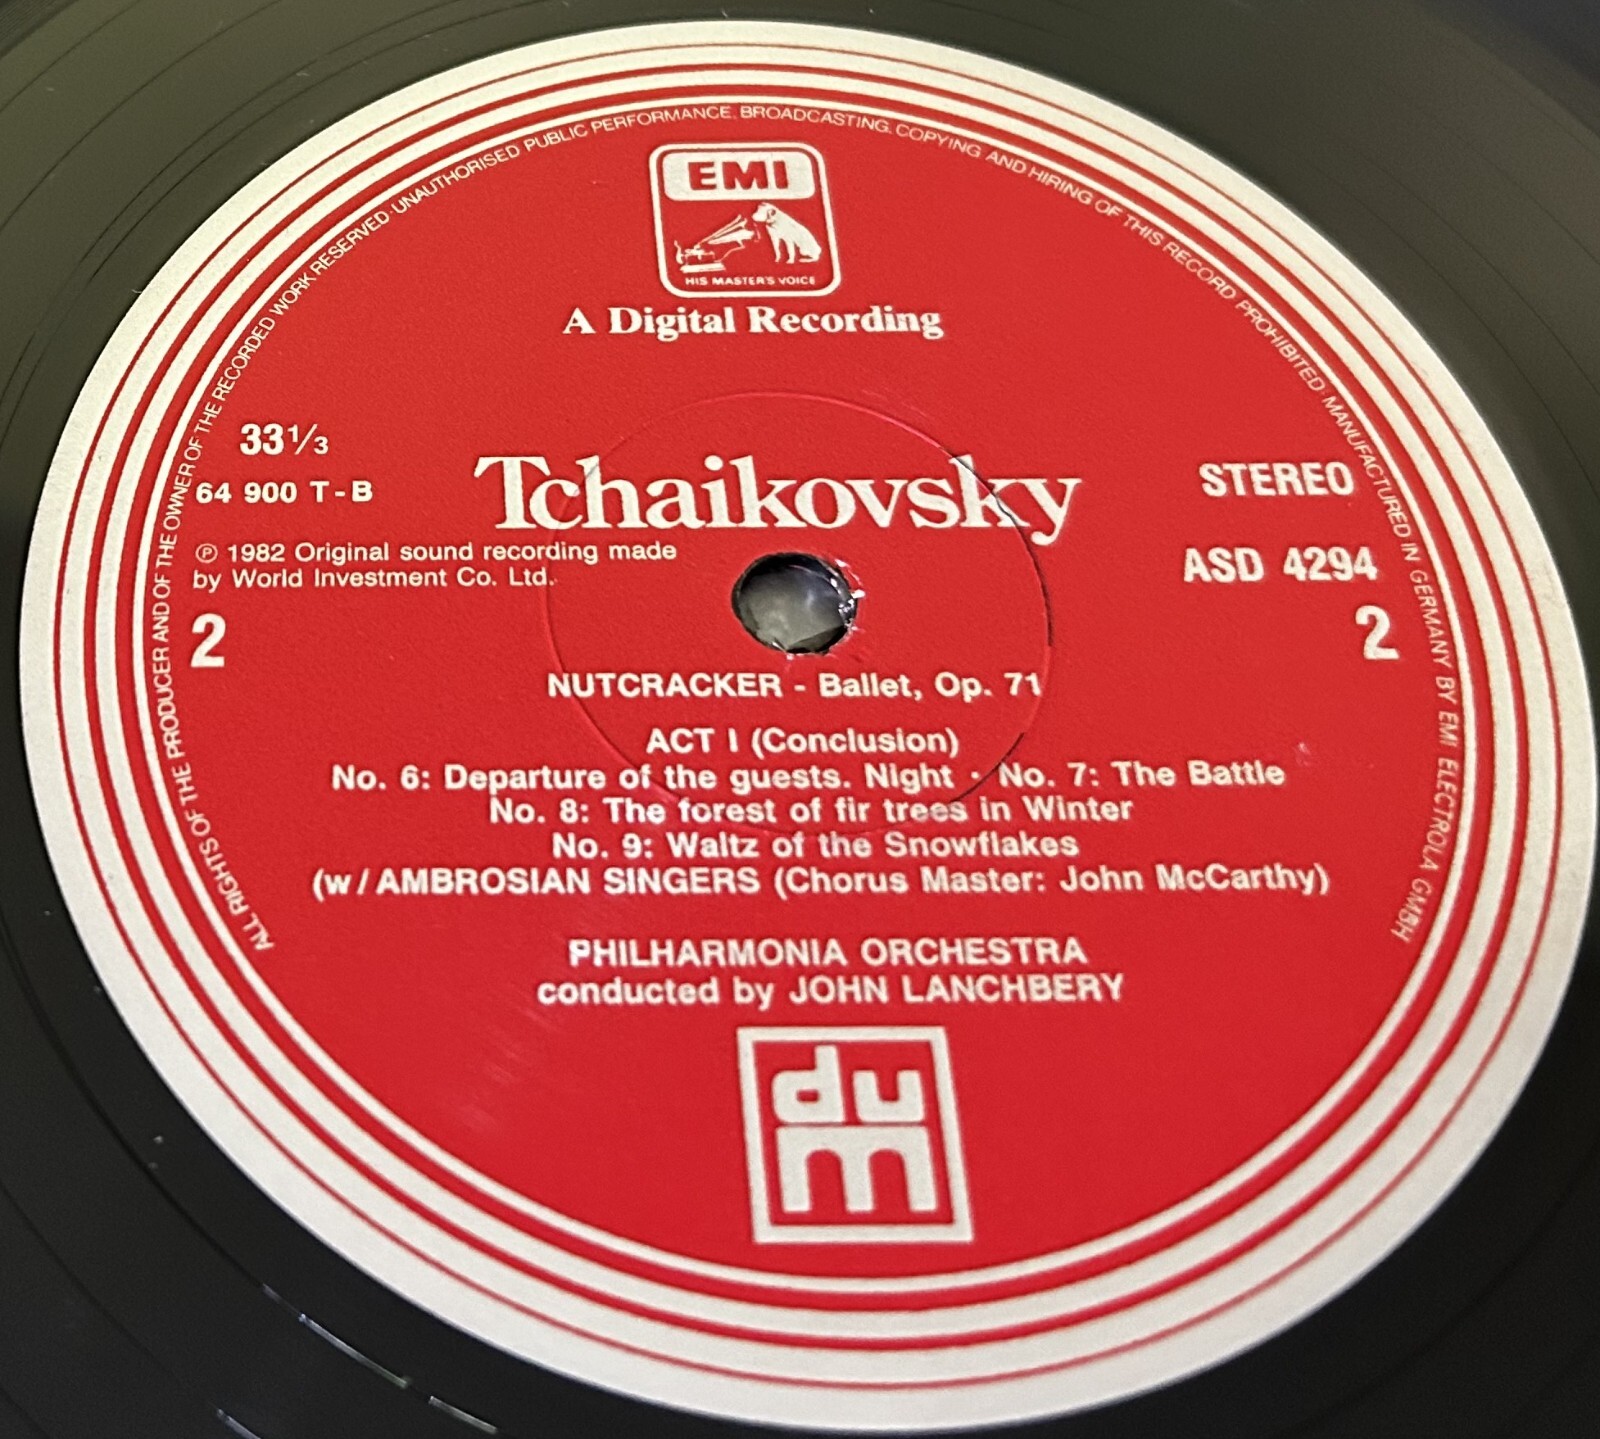 ALL RIGHTS OF THE PRODUCER AND OF THE OWNER OF THE RECORDED WORK RESERVED · UNAUTHORISED PUBLIC PERFORMANCE, BROADCASTING, COPYING AND HIRING OF THIS RECORD PROHIBITED · MANUFACTURED IN GERMANY BY EMI ELECTROLA GMBH
EMI
HIS MASTER'S VOICE
A Digital Recording
33⅓
64 900 T-B
Tchaikovsky
STEREO
℗ 1982 Original sound recording made
by World Investment Co. Ltd.
ASD 4294
2
2
NUTCRACKER - Ballet, Op. 71
ACT I (Conclusion)
No. 6: Departure of the guests. Night · No. 7: The Battle
No. 8: The forest of fir trees in Winter
No. 9: Waltz of the Snowflakes
(w/AMBROSIAN SINGERS (Chorus Master: John McCarthy)
PHILHARMONIA ORCHESTRA
conducted by JOHN LANCHBERY
du
m